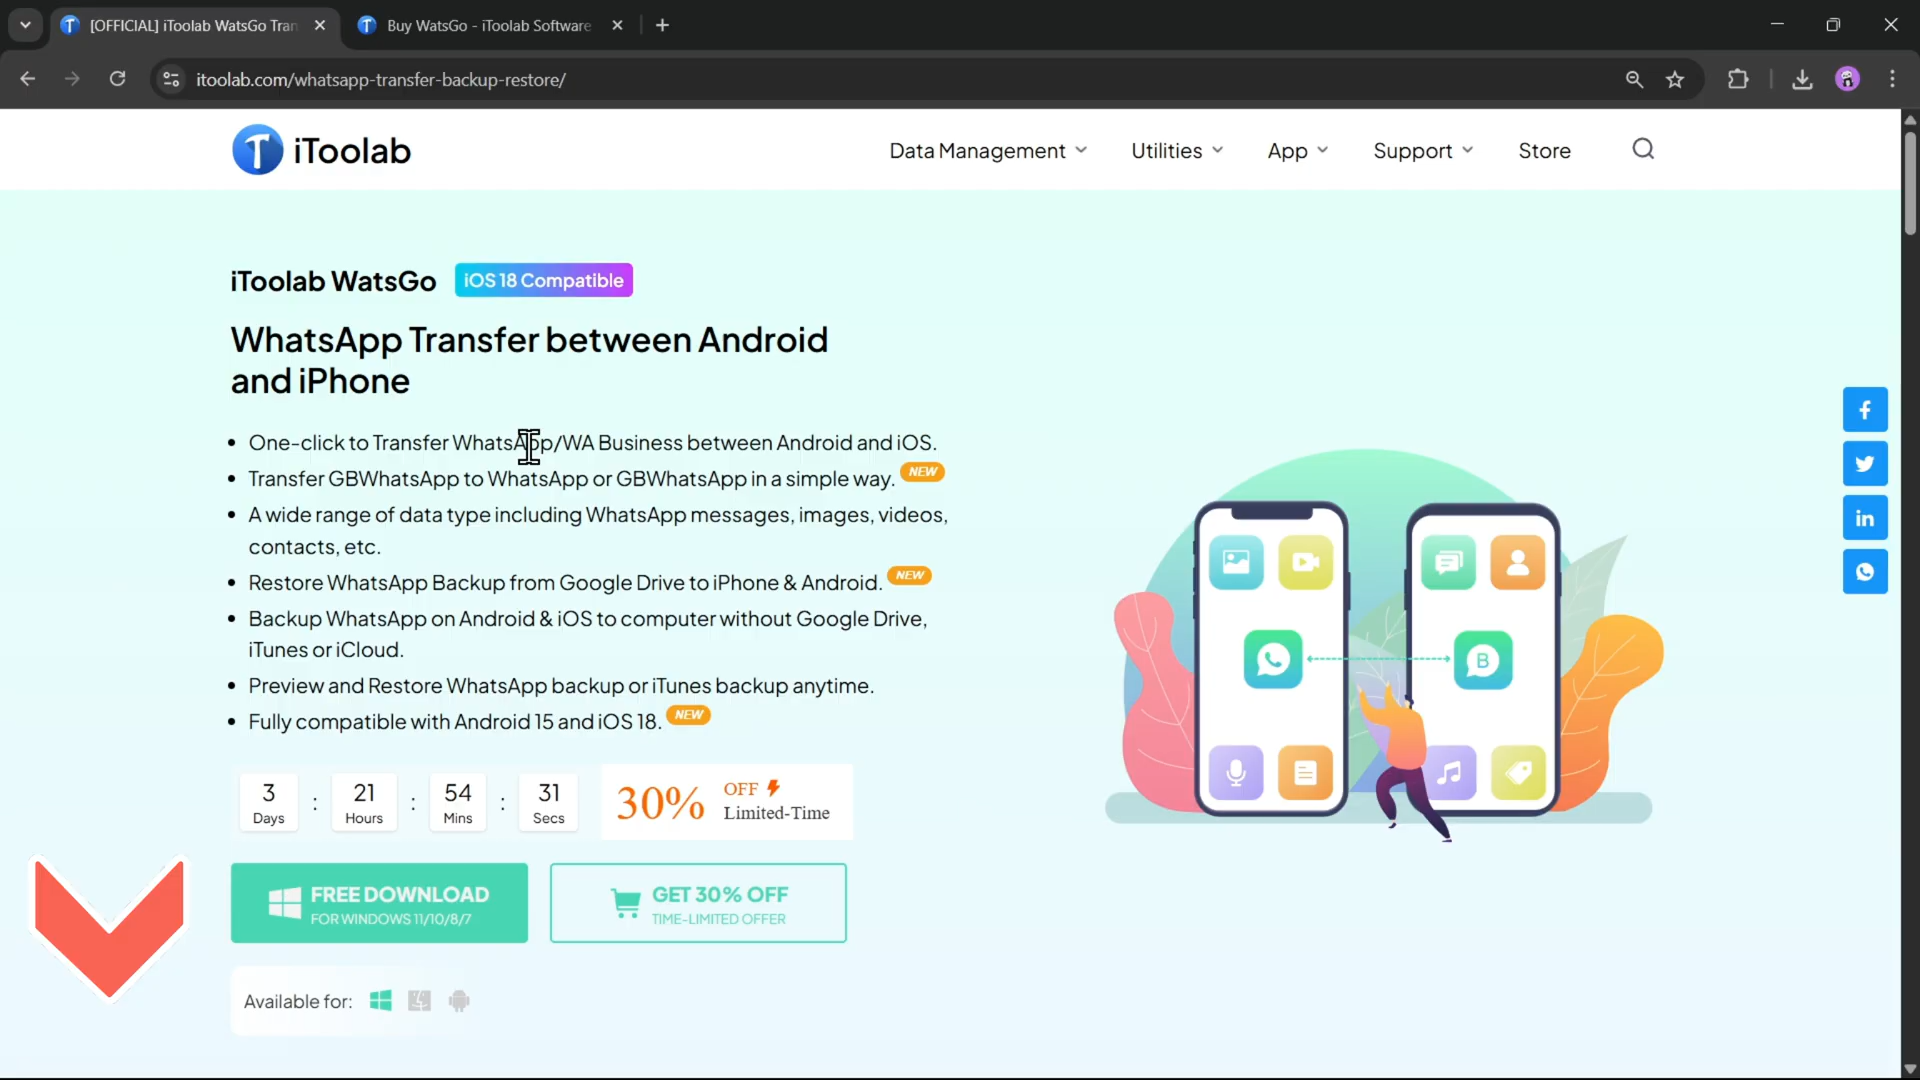 [OFFICIAL] iToolab WatsGo Tran
Buy WatsGo - iToolab Software
itoolab.com/whatsapp-transfer-backup-restore/
iToolab
Data Management
Utilities
App
Support
Store
iToolab WatsGo
iOS 18 Compatible
WhatsApp Transfer between Android
and iPhone
One-click to Transfer WhatsApp/WA Business between Android and iOS.
Transfer GBWhatsApp to WhatsApp or GBWhatsApp in a simple way. NEW
A wide range of data type including WhatsApp messages, images, videos,
contacts, etc.
Restore WhatsApp Backup from Google Drive to iPhone & Android. NEW
Backup WhatsApp on Android & iOS to computer without Google Drive,
iTunes or iCloud.
Preview and Restore WhatsApp backup or iTunes backup anytime.
Fully compatible with Android 15 and iOS 18. NEW
3 : 21 : 54 : 31
Days Hours Mins Secs
30% OFF
Limited-Time
FREE DOWNLOAD
FOR WINDOWS 11/10/8/7
GET 30% OFF
TIME-LIMITED OFFER
Available for:
B